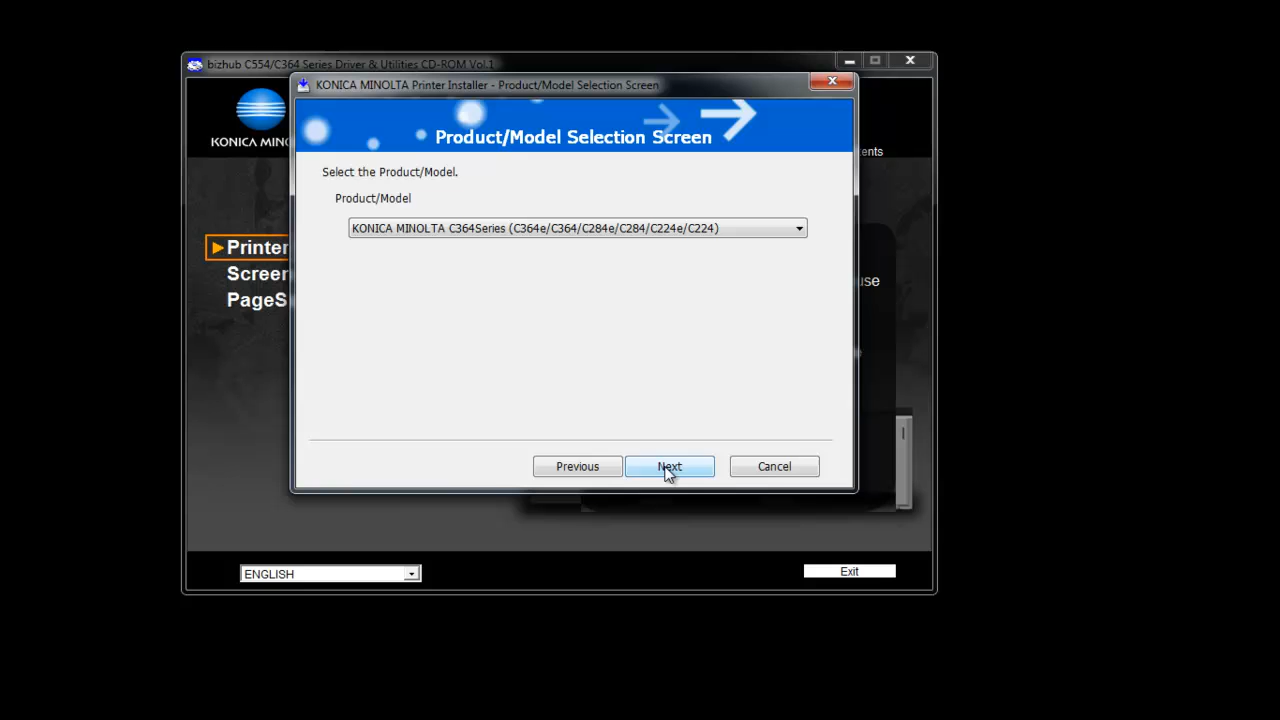 bizhub C554/C364 Series Driver & Utilities CD-ROM Vol.1
KONICA MINOLTA Printer Installer - Product/Model Selection Screen
KONICA MINO
Product/Model Selection Screen
ents
Select the Product/Model.
Product/Model
KONICA MINOLTA C364Series (C364e/C364/C284e/C284/C224e/C224)
Printer
Screen
use
PageS
Previous
Next
Cancel
ENGLISH
Exit